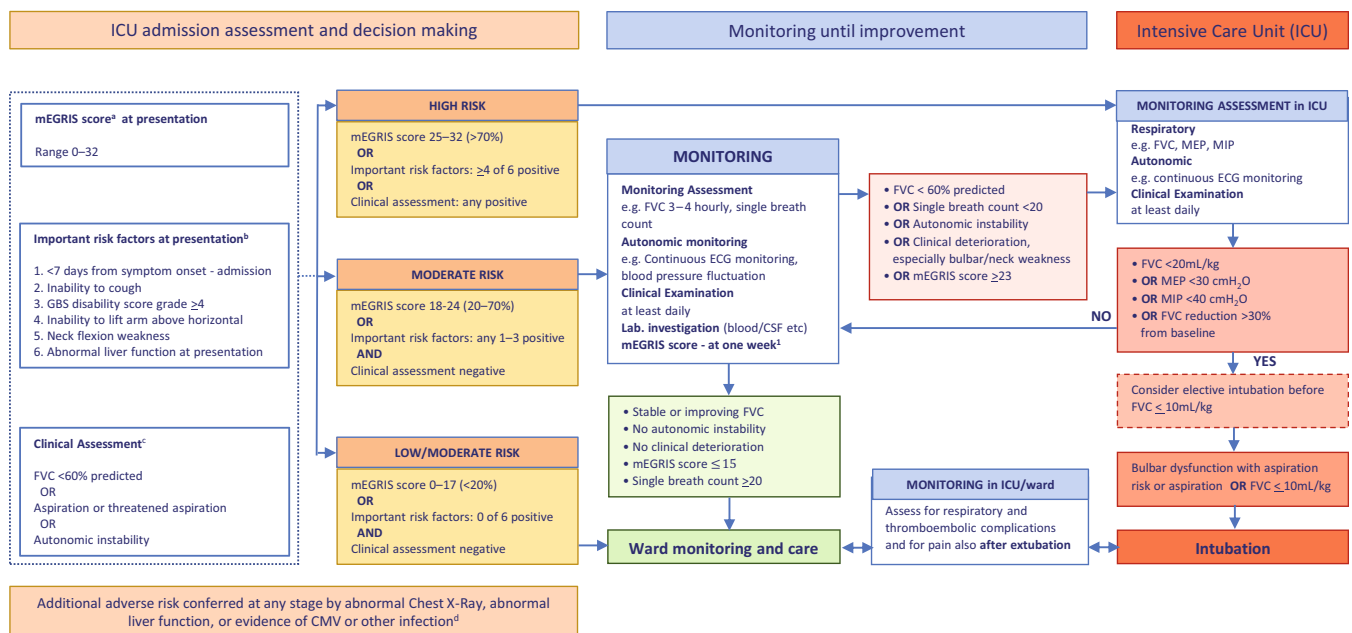 ICU admission assessment and decision making
Monitoring until improvement
Intensive Care Unit (ICU)
mEGRIS scoreᵃ at presentation
Range 0–32
Important risk factors at presentationᵇ
1. <7 days from symptom onset - admission
2. Inability to cough
3. GBS disability score grade ≥4
4. Inability to lift arm above horizontal
5. Neck flexion weakness
6. Abnormal liver function at presentation
Clinical Assessmentᶜ
FVC <60% predicted
OR
Aspiration or threatened aspiration
OR
Autonomic instability
HIGH RISK
mEGRIS score 25–32 (>70%)
OR
Important risk factors: ≥4 of 6 positive
OR
Clinical assessment: any positive
MODERATE RISK
mEGRIS score 18-24 (20–70%)
OR
Important risk factors: any 1–3 positive
AND
Clinical assessment negative
LOW/MODERATE RISK
mEGRIS score 0–17 (<20%)
OR
Important risk factors: 0 of 6 positive
AND
Clinical assessment negative
MONITORING
Monitoring Assessment
e.g. FVC 3–4 hourly, single breath
count
Autonomic monitoring
e.g. Continuous ECG monitoring,
blood pressure fluctuation
Clinical Examination
at least daily
Lab. investigation (blood/CSF etc)
mEGRIS score - at one week¹
• Stable or improving FVC
• No autonomic instability
• No clinical deterioration
• mEGRIS score ≤ 15
• Single breath count ≥20
Ward monitoring and care
• FVC < 60% predicted
• OR Single breath count <20
• OR Autonomic instability
• OR Clinical deterioration,
especially bulbar/neck weakness
• OR mEGRIS score ≥23
NO
MONITORING in ICU/ward
Assess for respiratory and
thromboembolic complications
and for pain also after extubation
MONITORING ASSESSMENT in ICU
Respiratory
e.g. FVC, MEP, MIP
Autonomic
e.g. continuous ECG monitoring
Clinical Examination
at least daily
• FVC <20mL/kg
• OR MEP <30 cmH₂O
• OR MIP <40 cmH₂O
• OR FVC reduction >30%
from baseline
YES
Consider elective intubation before
FVC ≤ 10mL/kg
Bulbar dysfunction with aspiration
risk or aspiration OR FVC ≤ 10mL/kg
Intubation
Additional adverse risk conferred at any stage by abnormal Chest X-Ray, abnormal
liver function, or evidence of CMV or other infectionᵈ